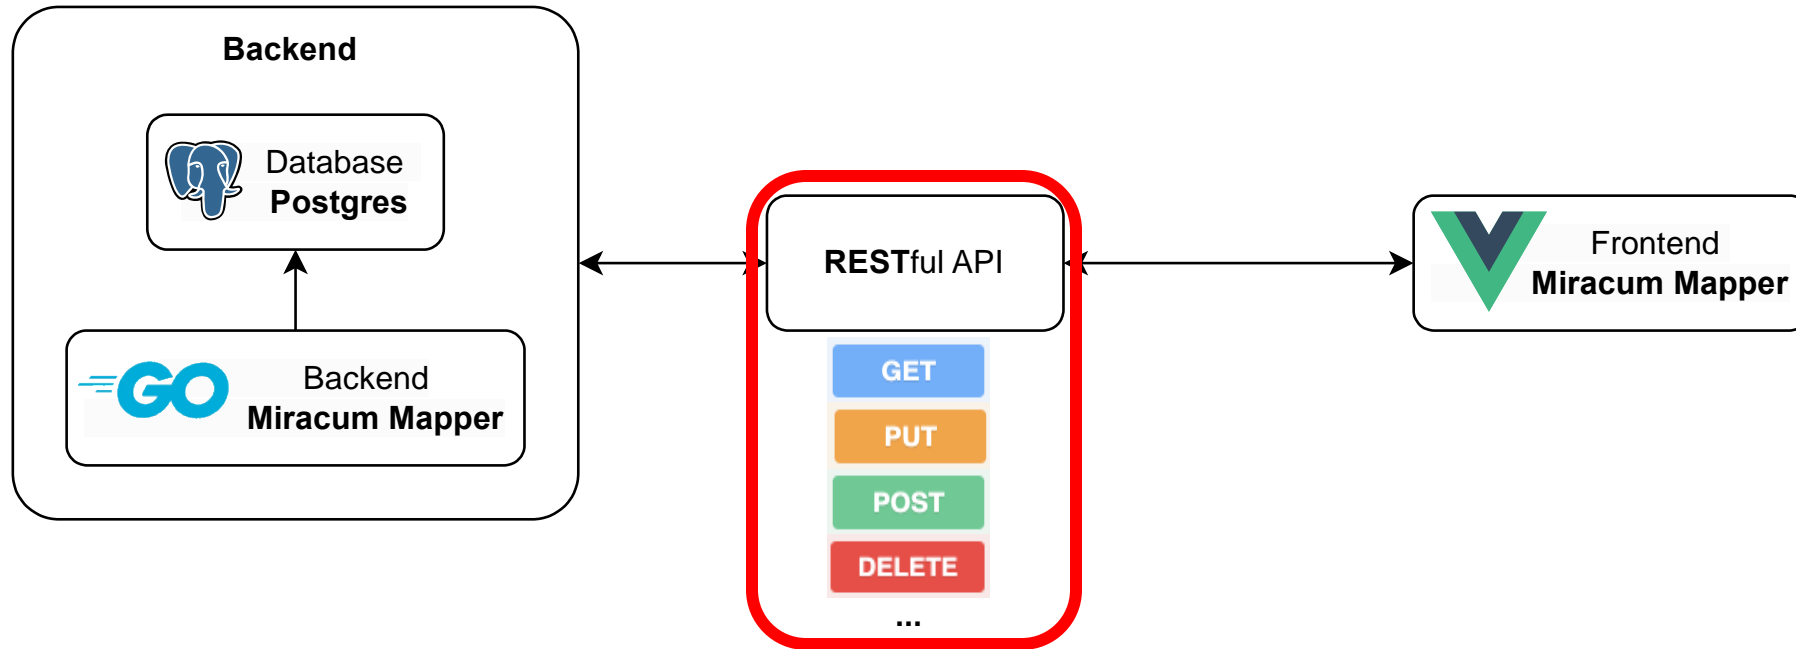 Backend
Database
Postgres
GO
Backend
Miracum Mapper
RESTful API
GET
PUT
POST
DELETE
...
Frontend
Miracum Mapper